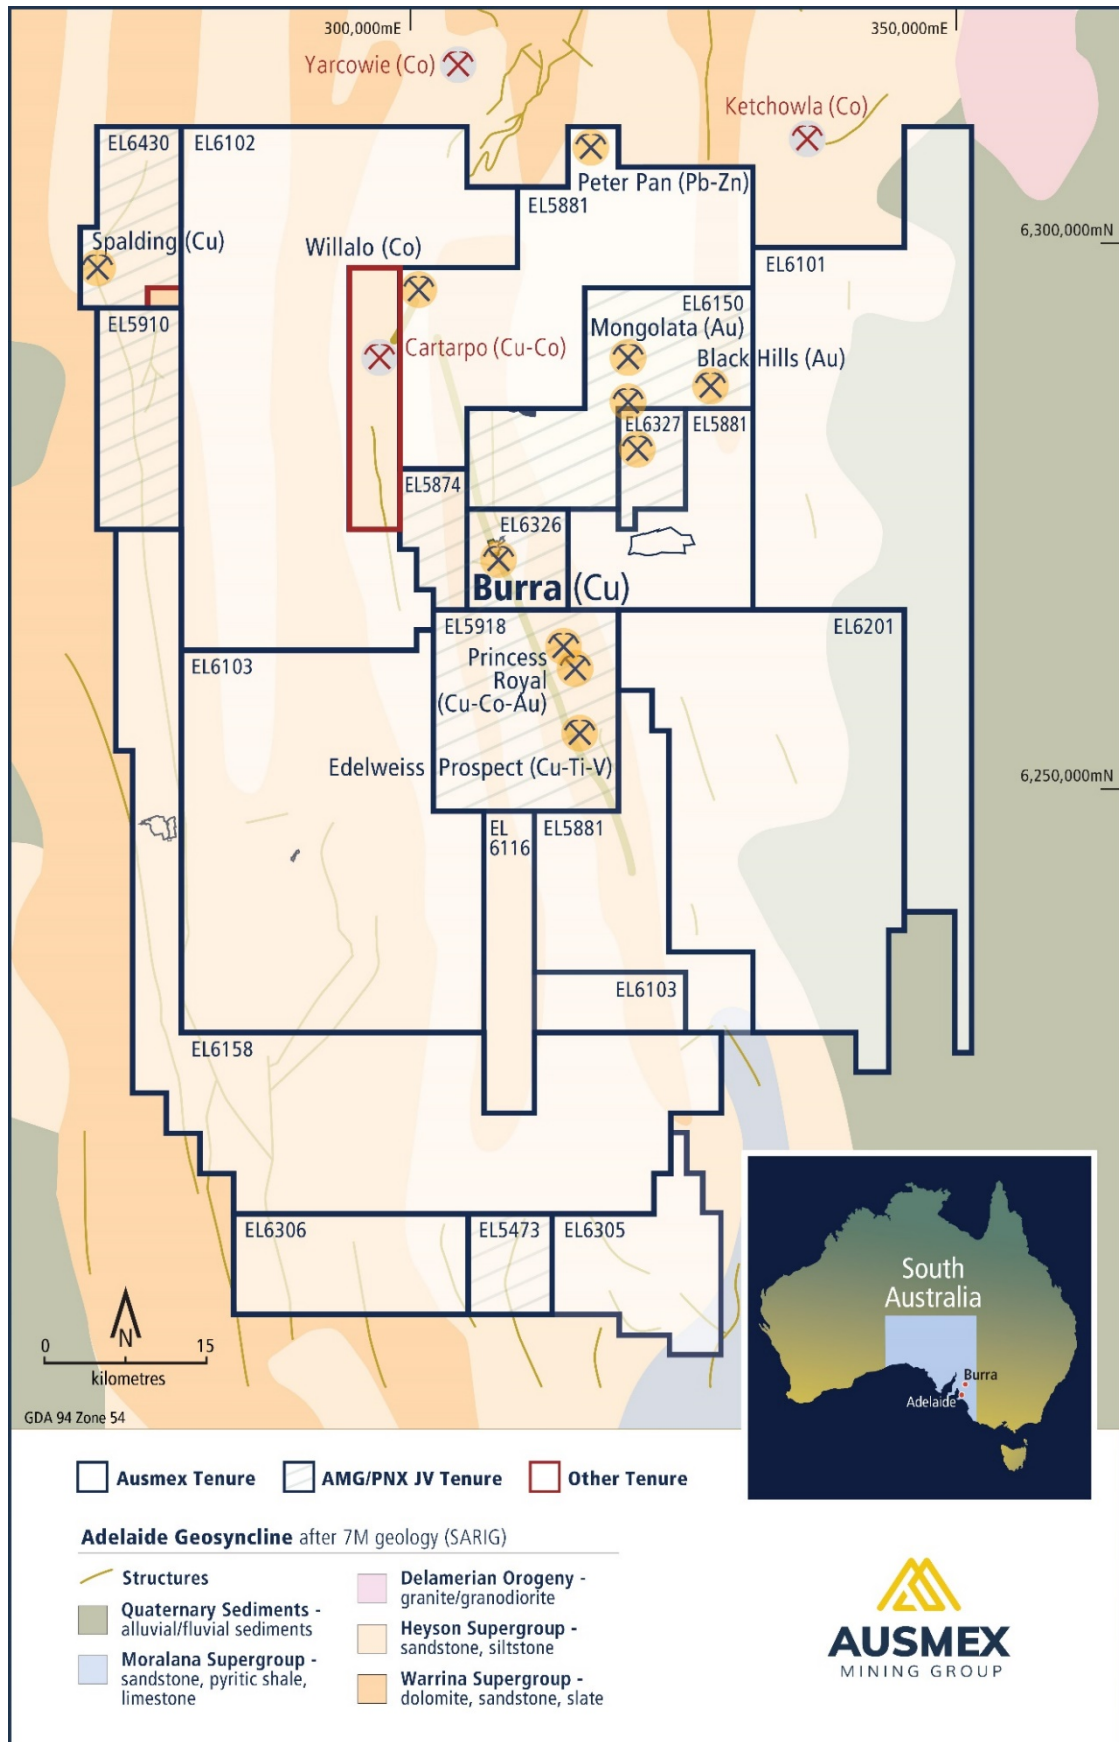 300,000mE
350,000mE
Yarcowie (Co)
Ketchowla (Co)
EL6430
EL6102
Peter Pan (Pb-Zn)
EL5881
Spalding (Cu)
Willalo (Co)
6,300,000mN
EL6101
EL6150
EL5910
Mongolata (Au)
Cartarpo (Cu-Co)
Black Hills (Au)
EL6327
EL5881
EL5874
EL6326
Burra (Cu)
EL5918
EL6201
EL6103
Princess
Royal
(Cu-Co-Au)
Edelweiss Prospect (Cu-Ti-V)
6,250,000mN
EL
6116
EL5881
EL6103
EL6158
EL6306
EL5473
EL6305
N
0
15
kilometres
GDA 94 Zone 54
South
Australia
Burra
Adelaide
Ausmex Tenure
AMG/PNX JV Tenure
Other Tenure
Adelaide Geosyncline after 7M geology (SARIG)
Structures
Quaternary Sediments -
alluvial/fluvial sediments
Moralana Supergroup -
sandstone, pyritic shale,
limestone
Delamerian Orogeny -
granite/granodiorite
Heyson Supergroup -
sandstone, siltstone
Warrina Supergroup -
dolomite, sandstone, slate
AUSMEX
MINING GROUP